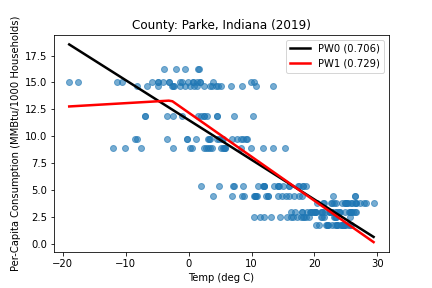 County: Parke, Indiana (2019)
PW0 (0.706)
PW1 (0.729)
Per-Capita Consumption (MMBtu/1000 Households)
17.5
15.0
12.5
10.0
7.5
5.0
2.5
0.0
−20
−10
0
10
20
30
Temp (deg C)